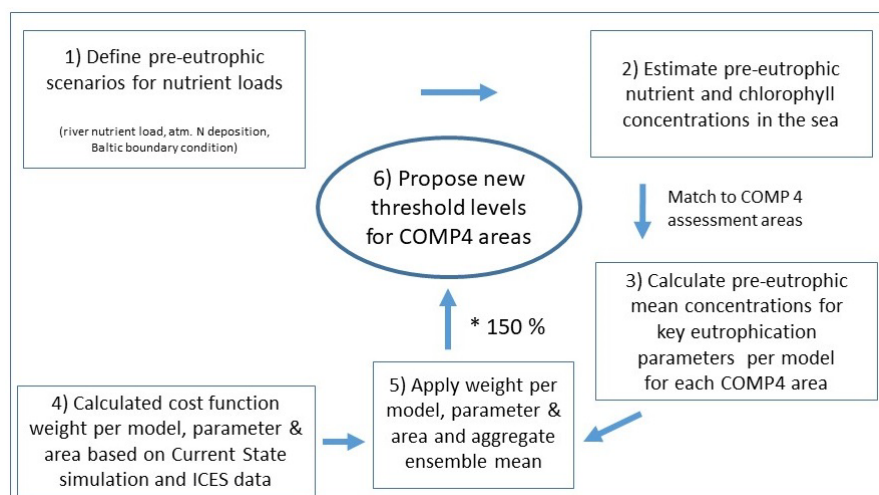 1) Define pre-eutrophic
scenarios for nutrient loads
(river nutrient load, atm. N deposition,
Baltic boundary condition)
2) Estimate pre-eutrophic
nutrient and chlorophyll
concentrations in the sea
Match to COMP 4
assessment areas
3) Calculate pre-eutrophic
mean concentrations for
key eutrophication
parameters per model
for each COMP4 area
4) Calculated cost function
weight per model, parameter &
area based on Current State
simulation and ICES data
5) Apply weight per
model, parameter &
area and aggregate
ensemble mean
* 150 %
6) Propose new
threshold levels
for COMP4 areas